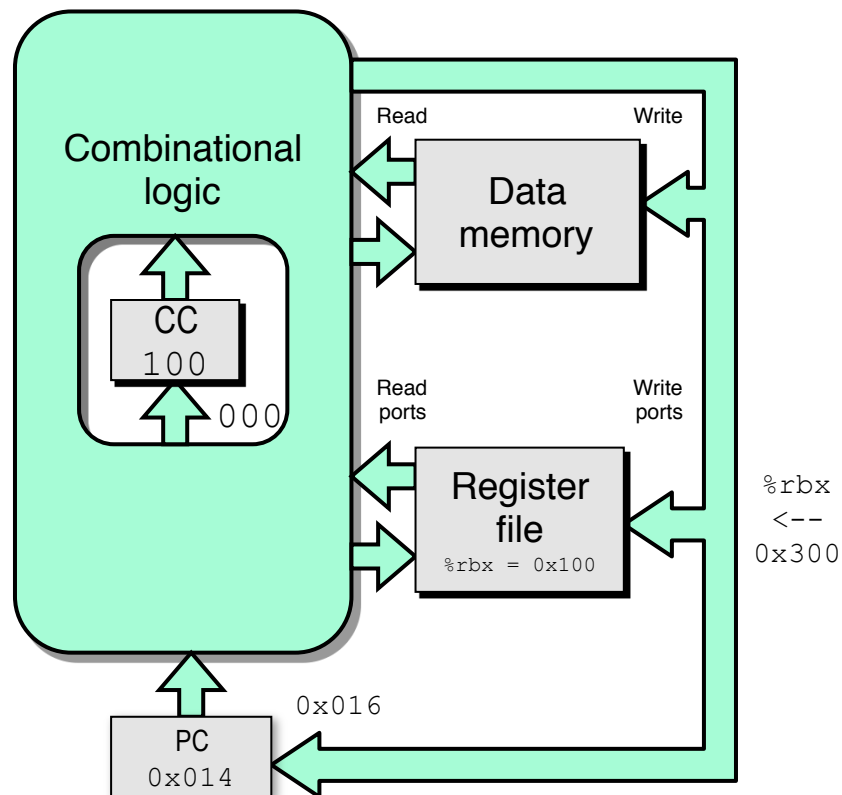 Read
Write
Combinational
logic
Data
memory
CC
100
000
Read
ports
Write
ports
Register
file
%rbx = 0x100
%rbx
<--
0x300
0x016
PC
0x014